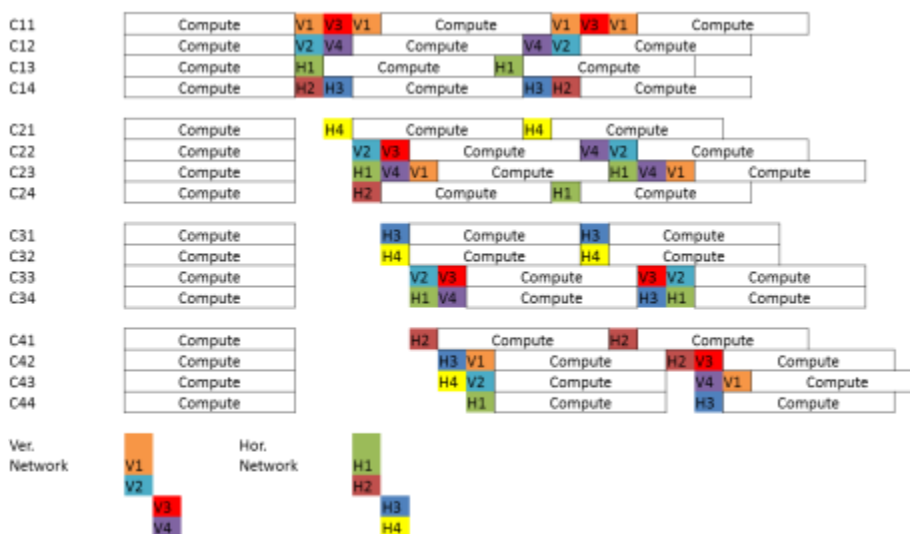 C11 Compute V1 V3 V1 Compute V1 V3 V1 Compute
C12 Compute V2 V4 Compute V4 V2 Compute
C13 Compute H1 Compute H1 Compute
C14 Compute H2 H3 Compute H3 H2 Compute
C21 Compute H4 Compute H4 Compute
C22 Compute V2 V3 Compute V4 V2 Compute
C23 Compute H1 V4 V1 Compute H1 V4 V1 Compute
C24 Compute H2 Compute H1 Compute
C31 Compute H3 Compute H3 Compute
C32 Compute H4 Compute H4 Compute
C33 Compute V2 V3 Compute V3 V2 Compute
C34 Compute H1 V4 Compute H3 H1 Compute
C41 Compute H2 Compute H2 Compute
C42 Compute H3 V1 Compute H2 V3 Compute
C43 Compute H4 V2 Compute V4 V1 Compute
C44 Compute H1 Compute H3 Compute
Ver. Hor.
Network V1 Network H1
V2 H2
V3 H3
V4 H4